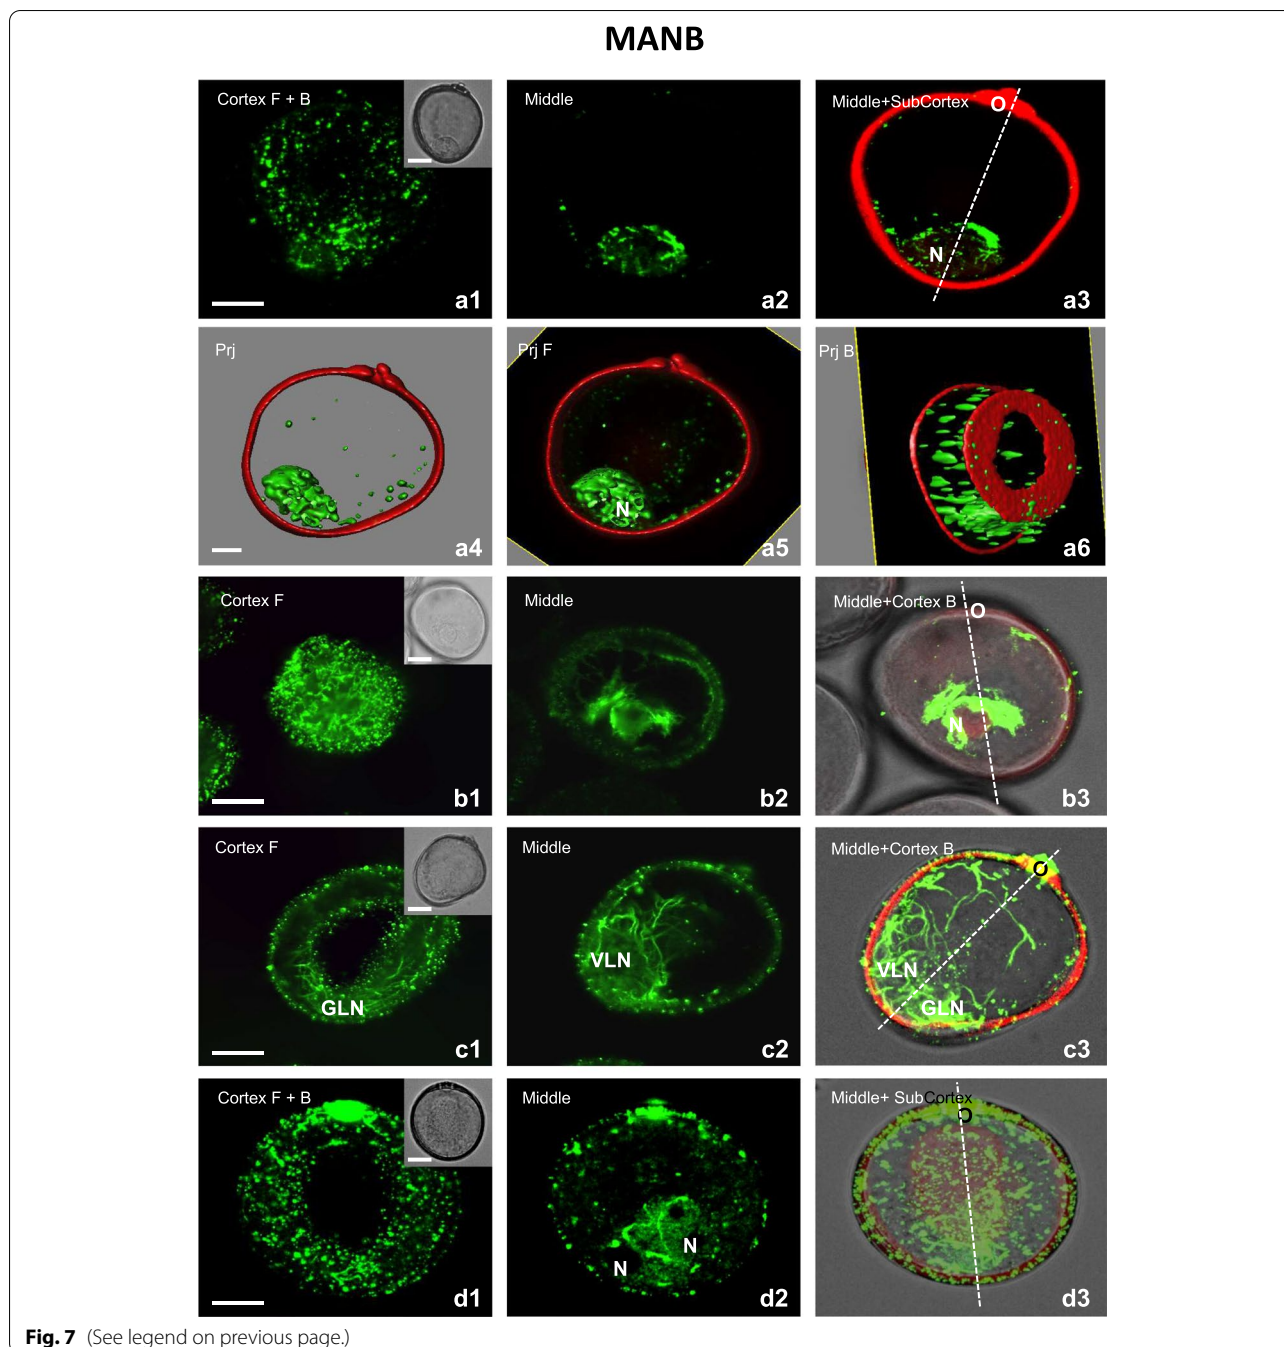 MANB
Cortex F + B
a1
Middle
a2
Middle+SubCortex
O
N
a3
Prj
a4
Prj F
N
a5
Prj B
a6
Cortex F
b1
Middle
b2
Middle+Cortex B
O
N
b3
Cortex F
GLN
c1
Middle
VLN
c2
Middle+Cortex B
O
VLN
GLN
c3
Cortex F + B
d1
Middle
N
N
d2
Middle+ SubCortex
O
d3
Fig. 7 (See legend on previous page.)